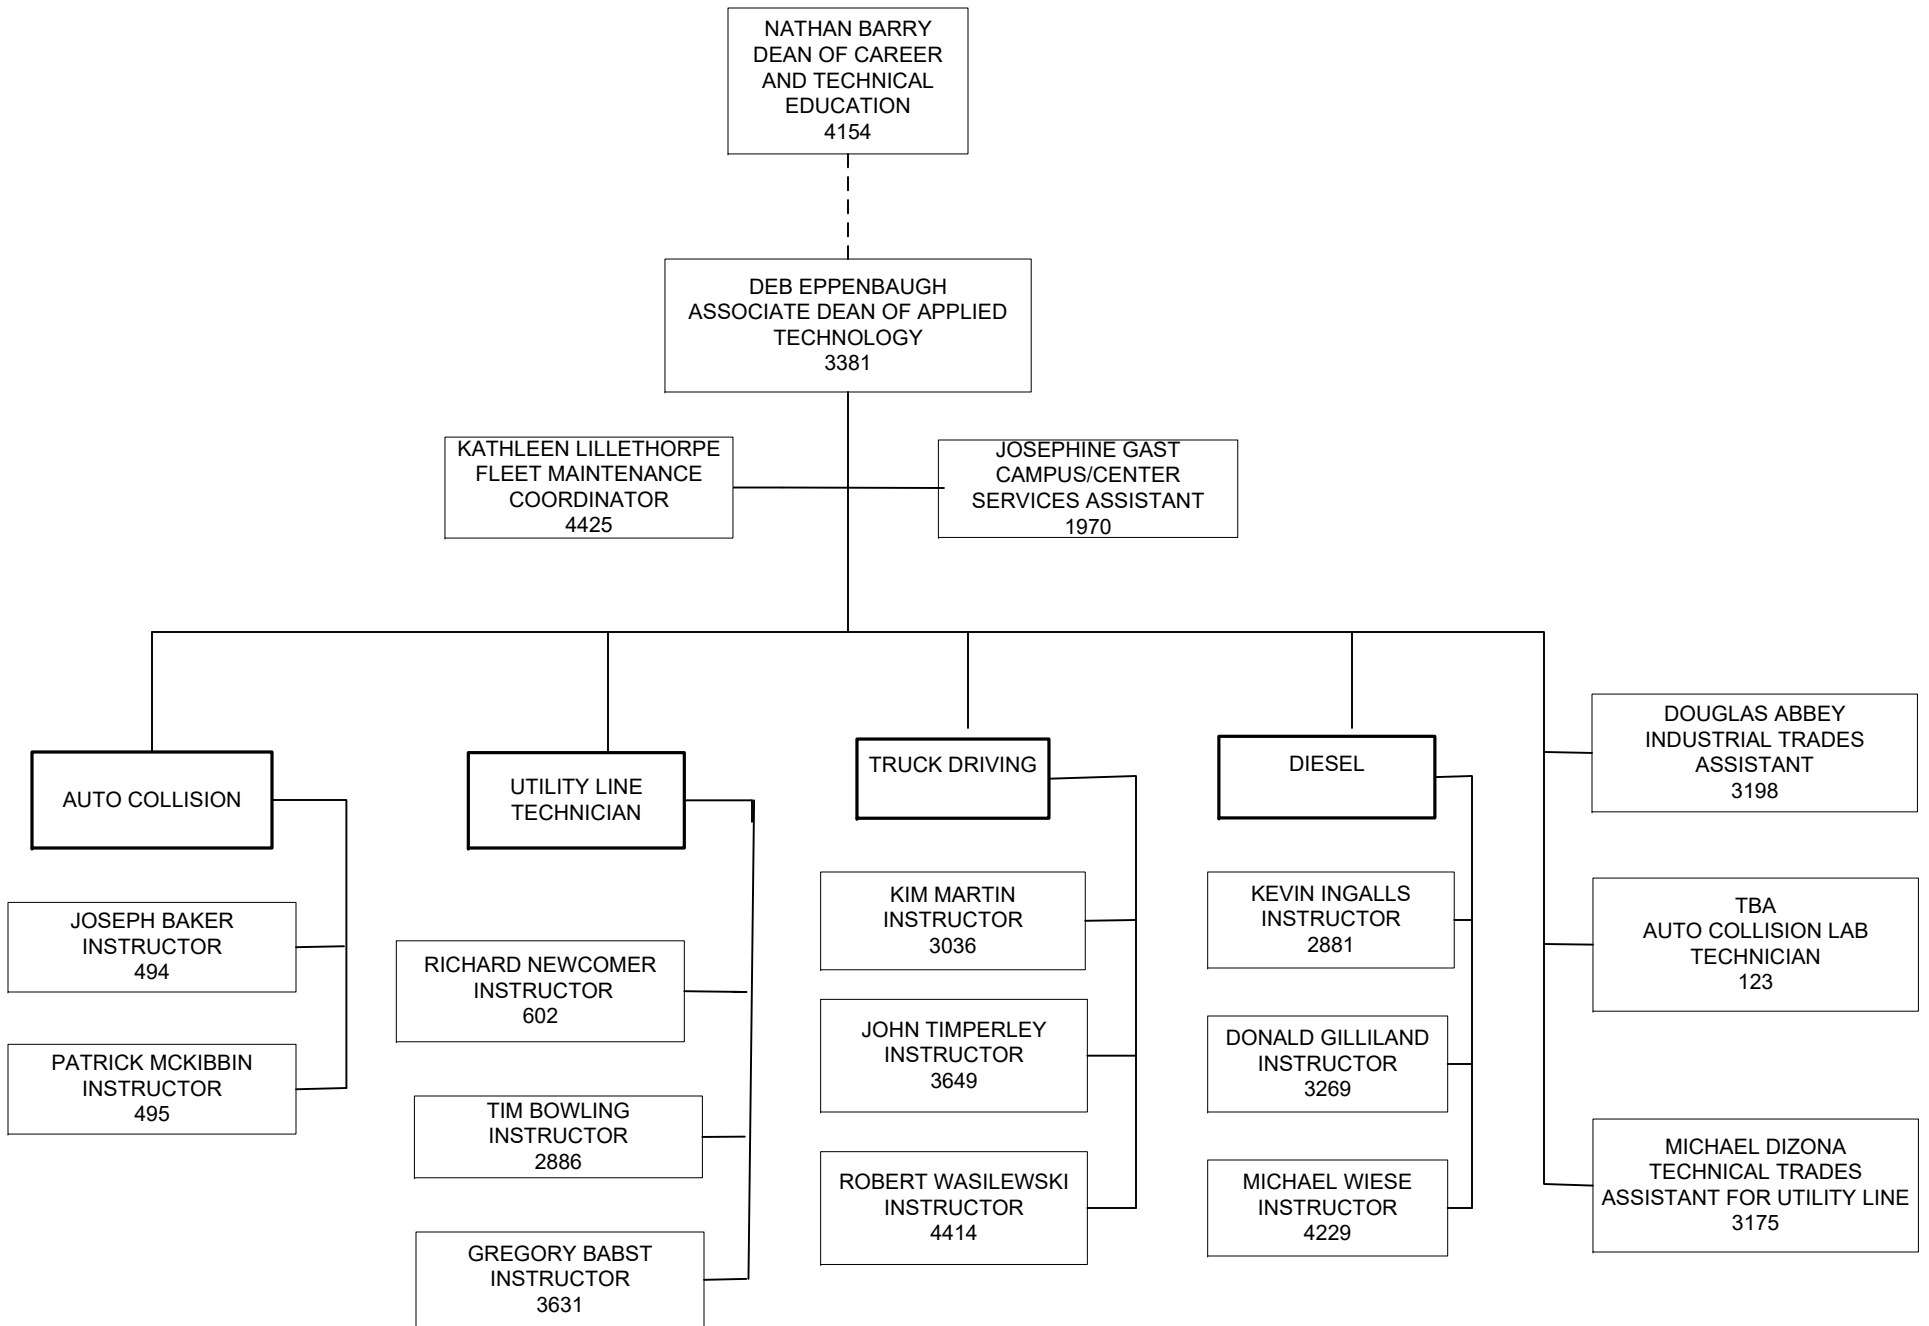 NATHAN BARRY
DEAN OF CAREER
AND TECHNICAL
EDUCATION
4154
DEB EPPENBAUGH
ASSOCIATE DEAN OF APPLIED
TECHNOLOGY
3381
KATHLEEN LILLETHORPE
FLEET MAINTENANCE
COORDINATOR
4425
JOSEPHINE GAST
CAMPUS/CENTER
SERVICES ASSISTANT
1970
AUTO COLLISION
JOSEPH BAKER
INSTRUCTOR
494
PATRICK MCKIBBIN
INSTRUCTOR
495
UTILITY LINE
TECHNICIAN
RICHARD NEWCOMER
INSTRUCTOR
602
TIM BOWLING
INSTRUCTOR
2886
GREGORY BABST
INSTRUCTOR
3631
TRUCK DRIVING
KIM MARTIN
INSTRUCTOR
3036
JOHN TIMPERLEY
INSTRUCTOR
3649
ROBERT WASILEWSKI
INSTRUCTOR
4414
DIESEL
KEVIN INGALLS
INSTRUCTOR
2881
DONALD GILLILAND
INSTRUCTOR
3269
MICHAEL WIESE
INSTRUCTOR
4229
DOUGLAS ABBEY
INDUSTRIAL TRADES
ASSISTANT
3198
TBA
AUTO COLLISION LAB
TECHNICIAN
123
MICHAEL DIZONA
TECHNICAL TRADES
ASSISTANT FOR UTILITY LINE
3175